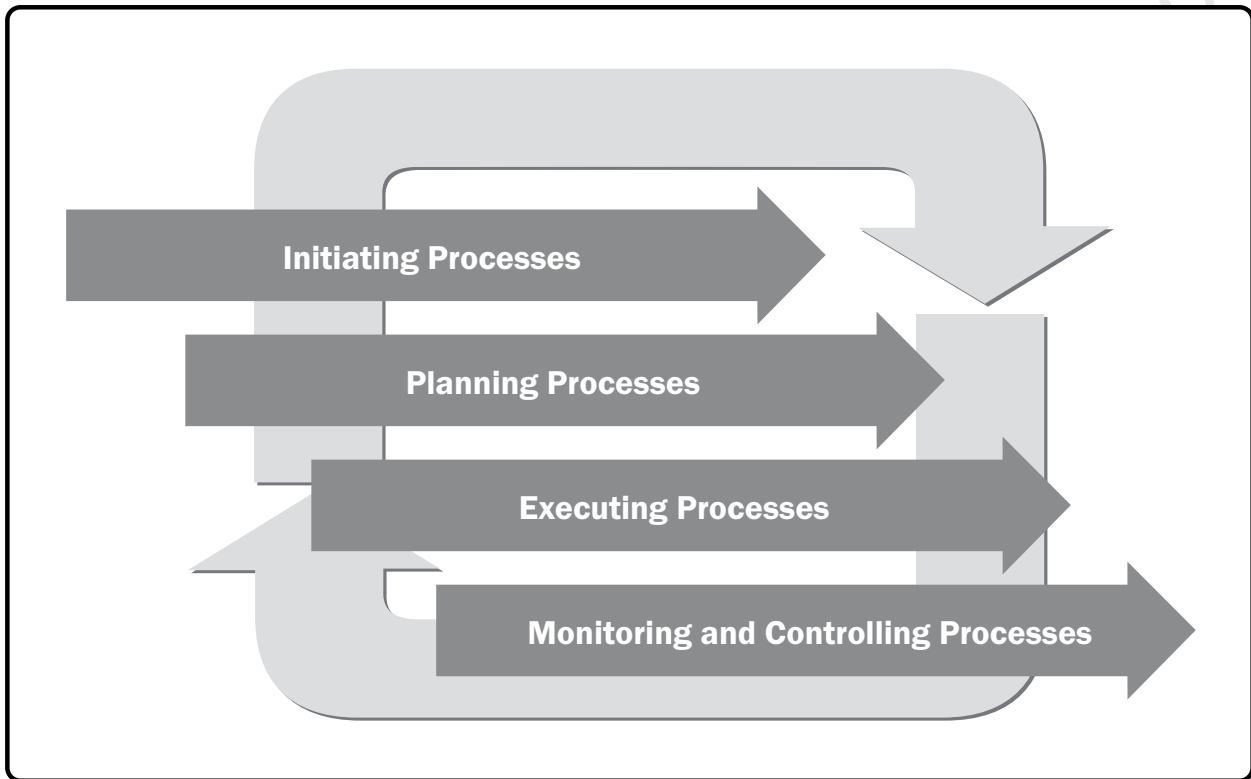 Initiating Processes
Planning Processes
Executing Processes
Monitoring and Controlling Processes